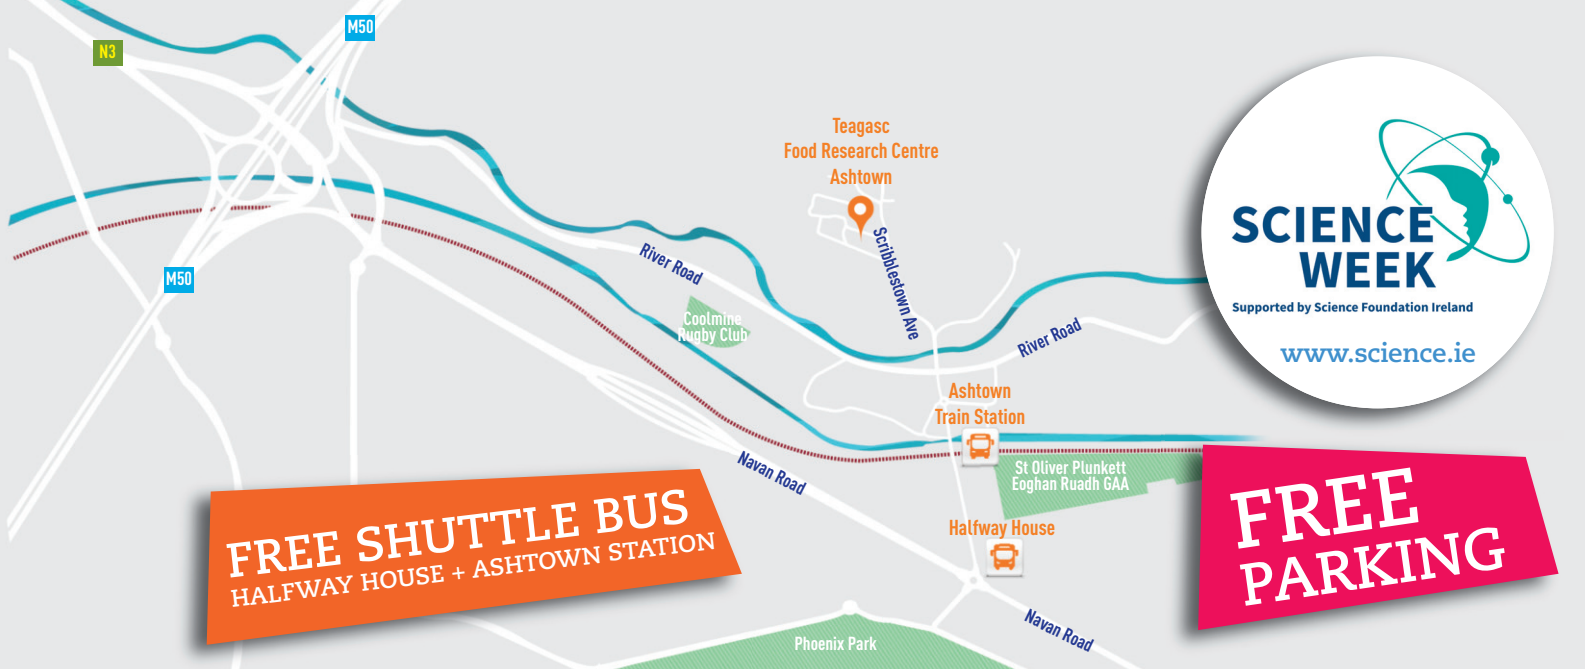 M50
N3
Teagasc
Food Research Centre
Ashtown
SCIENCE
WEEK
Supported by Science Foundation Ireland
www.science.ie
River Road
Scribblestown Ave
M50
Coolmine
Rugby Club
River Road
Ashtown
Train Station
Navan Road
St Oliver Plunkett
Eoghan Ruadh GAA
Halfway House
FREE SHUTTLE BUS
HALFWAY HOUSE + ASHTOWN STATION
FREE
PARKING
Navan Road
Phoenix Park